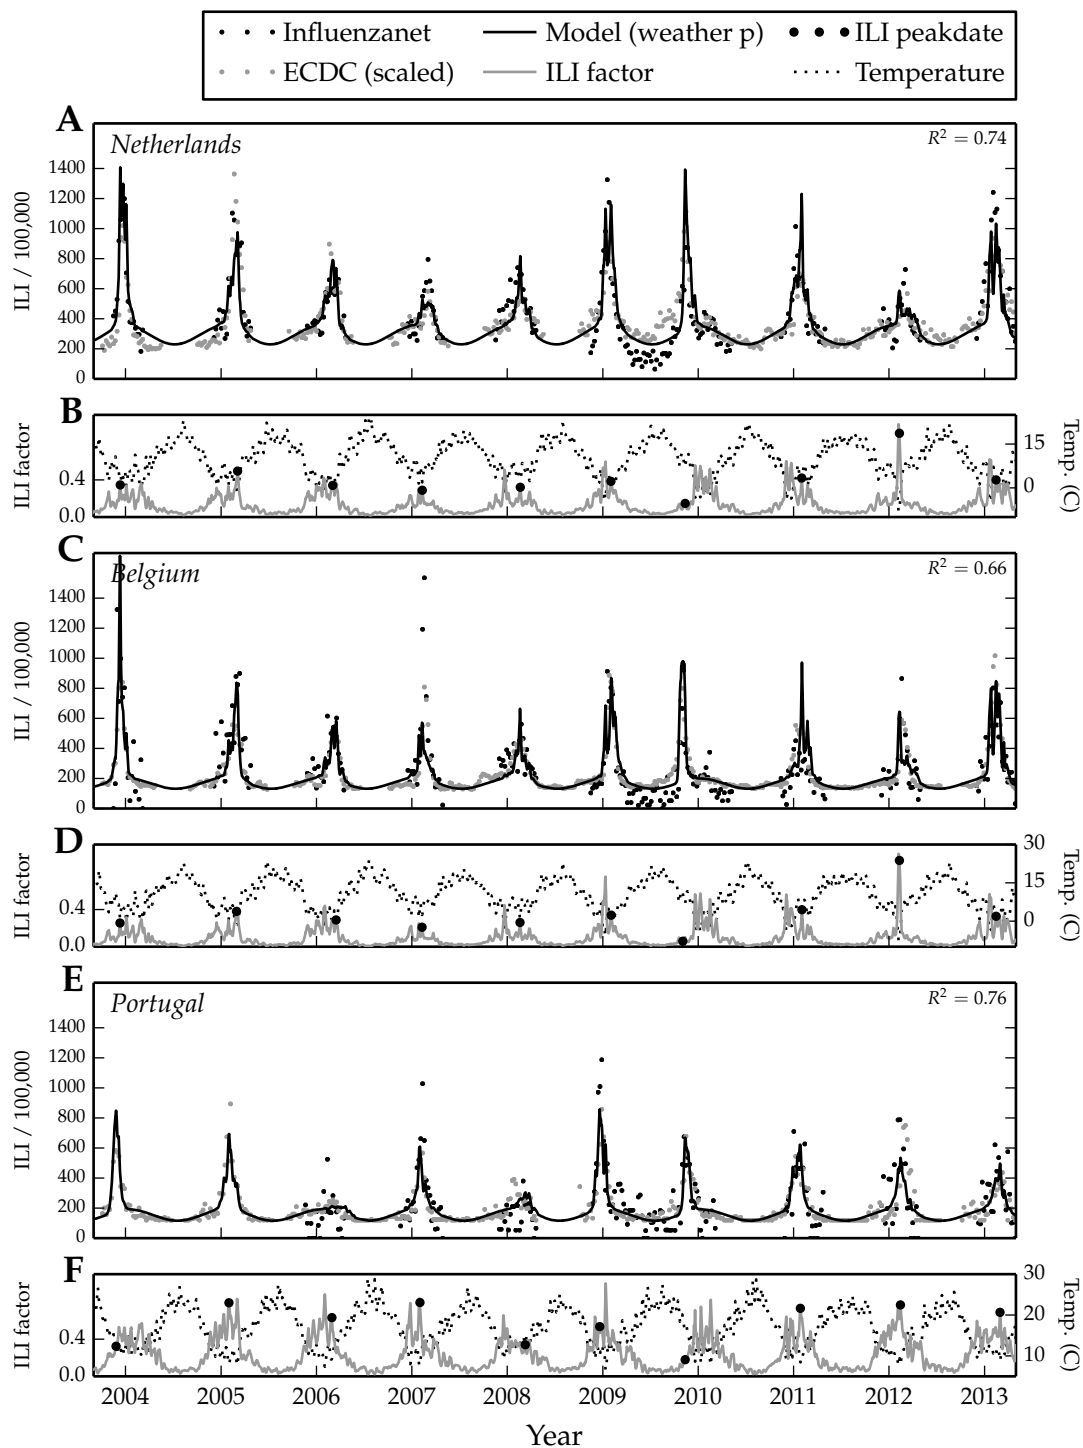 Influenzanet Model (weather p) ILI peakdate
ECDC (scaled) ILI factor Temperature
A
Netherlands
R² = 0.74
1400
1200
1000
800
600
400
200
0
ILI / 100,000
B
ILI factor
0.4
0.0
15
0
Temp. (C)
C
Belgium
R² = 0.66
1400
1200
1000
800
600
400
200
0
ILI / 100,000
D
ILI factor
0.4
0.0
30
15
0
Temp. (C)
E
Portugal
R² = 0.76
1400
1200
1000
800
600
400
200
0
ILI / 100,000
F
ILI factor
0.4
0.0
30
20
10
Temp. (C)
2004 2005 2006 2007 2008 2009 2010 2011 2012 2013
Year